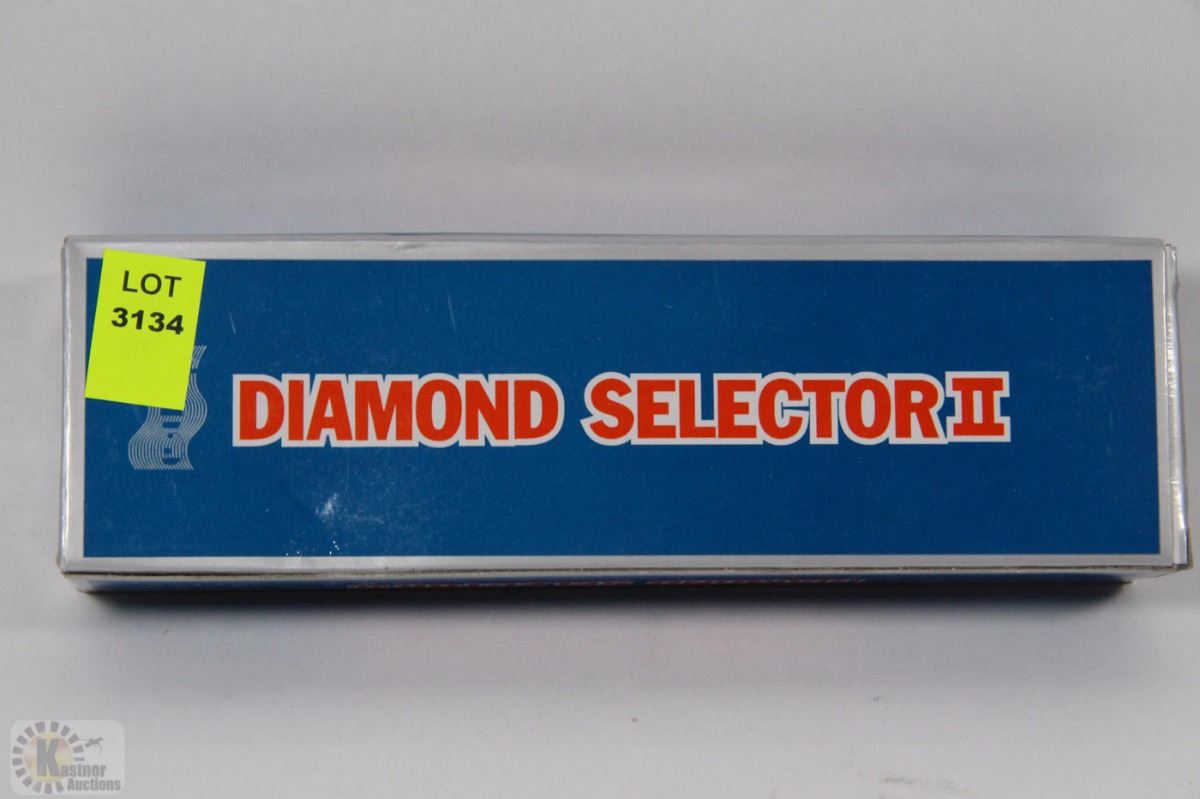 LOT
3134
DIAMOND SELECTOR II
Kastner
Auctions